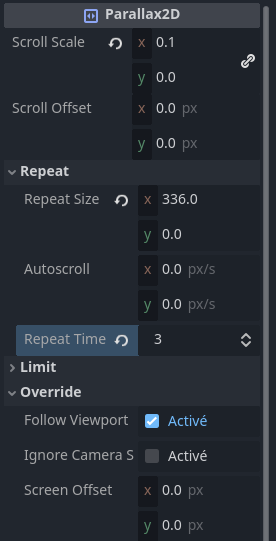 Parallax2D
Scroll Scale x 0.1
y 0.0
Scroll Offset x 0.0 px
y 0.0 px
Repeat
Repeat Size x 336.0
y 0.0
Autoscroll x 0.0 px/s
y 0.0 px/s
Repeat Time 3
Limit
Override
Follow Viewport Activé
Ignore Camera S Activé
Screen Offset x 0.0 px
y 0.0 px